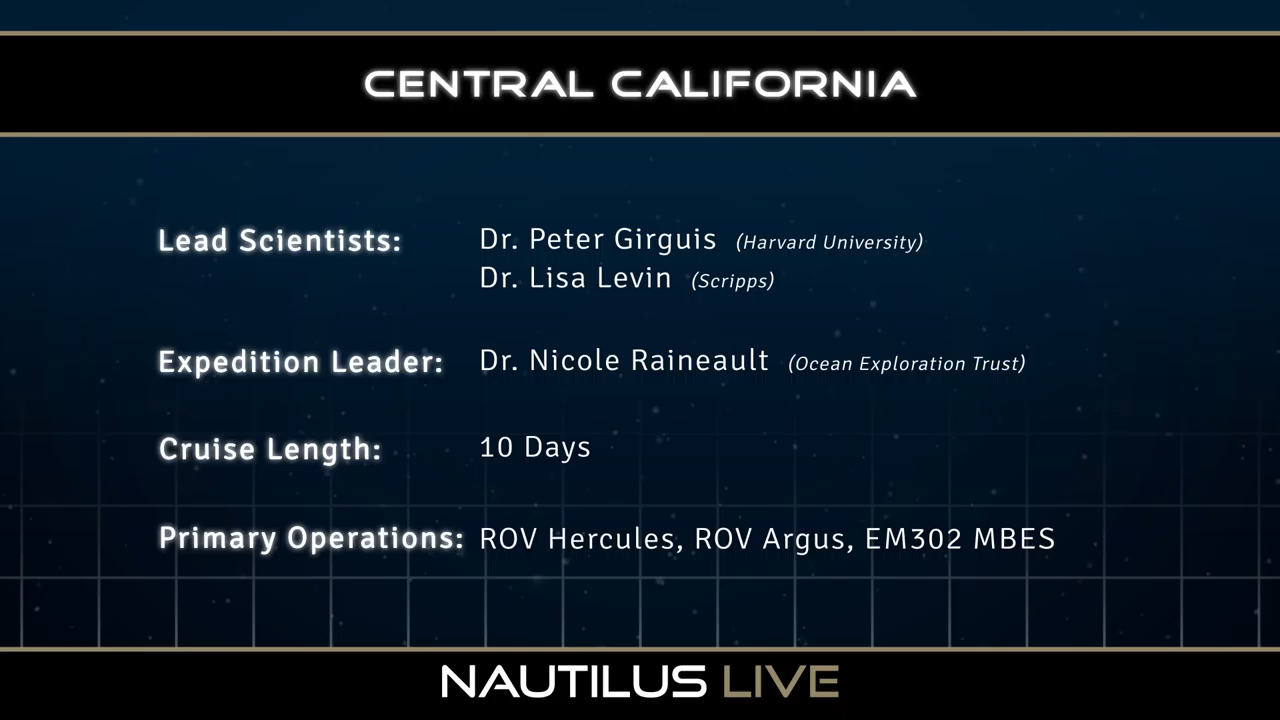 CENTRAL CALIFORNIA
Lead Scientists: Dr. Peter Girguis (Harvard University)
Dr. Lisa Levin (Scripps)
Expedition Leader: Dr. Nicole Raineault (Ocean Exploration Trust)
Cruise Length: 10 Days
Primary Operations: ROV Hercules, ROV Argus, EM302 MBES
NAUTILUS LIVE